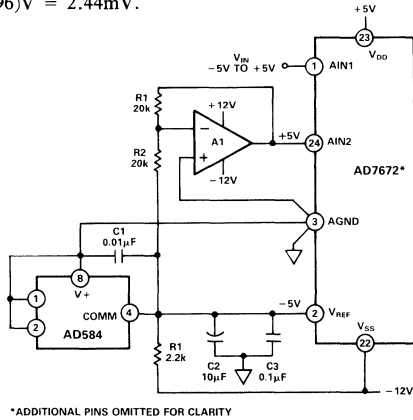 96)V = 2.44mV.
+5V
23
VDD
VIN
−5V TO +5V
1
AIN1
R1
20k
+12V
−
A1
+
+5V
24
AIN2
−12V
R2
20k
AD7672*
3
AGND
C1
0.01µF
8
V+
1
2
COMM
4
AD584
−5V
2
VREF
VSS
22
R1
2.2k
C2
10µF
C3
0.1µF
−12V
*ADDITIONAL PINS OMITTED FOR CLARITY